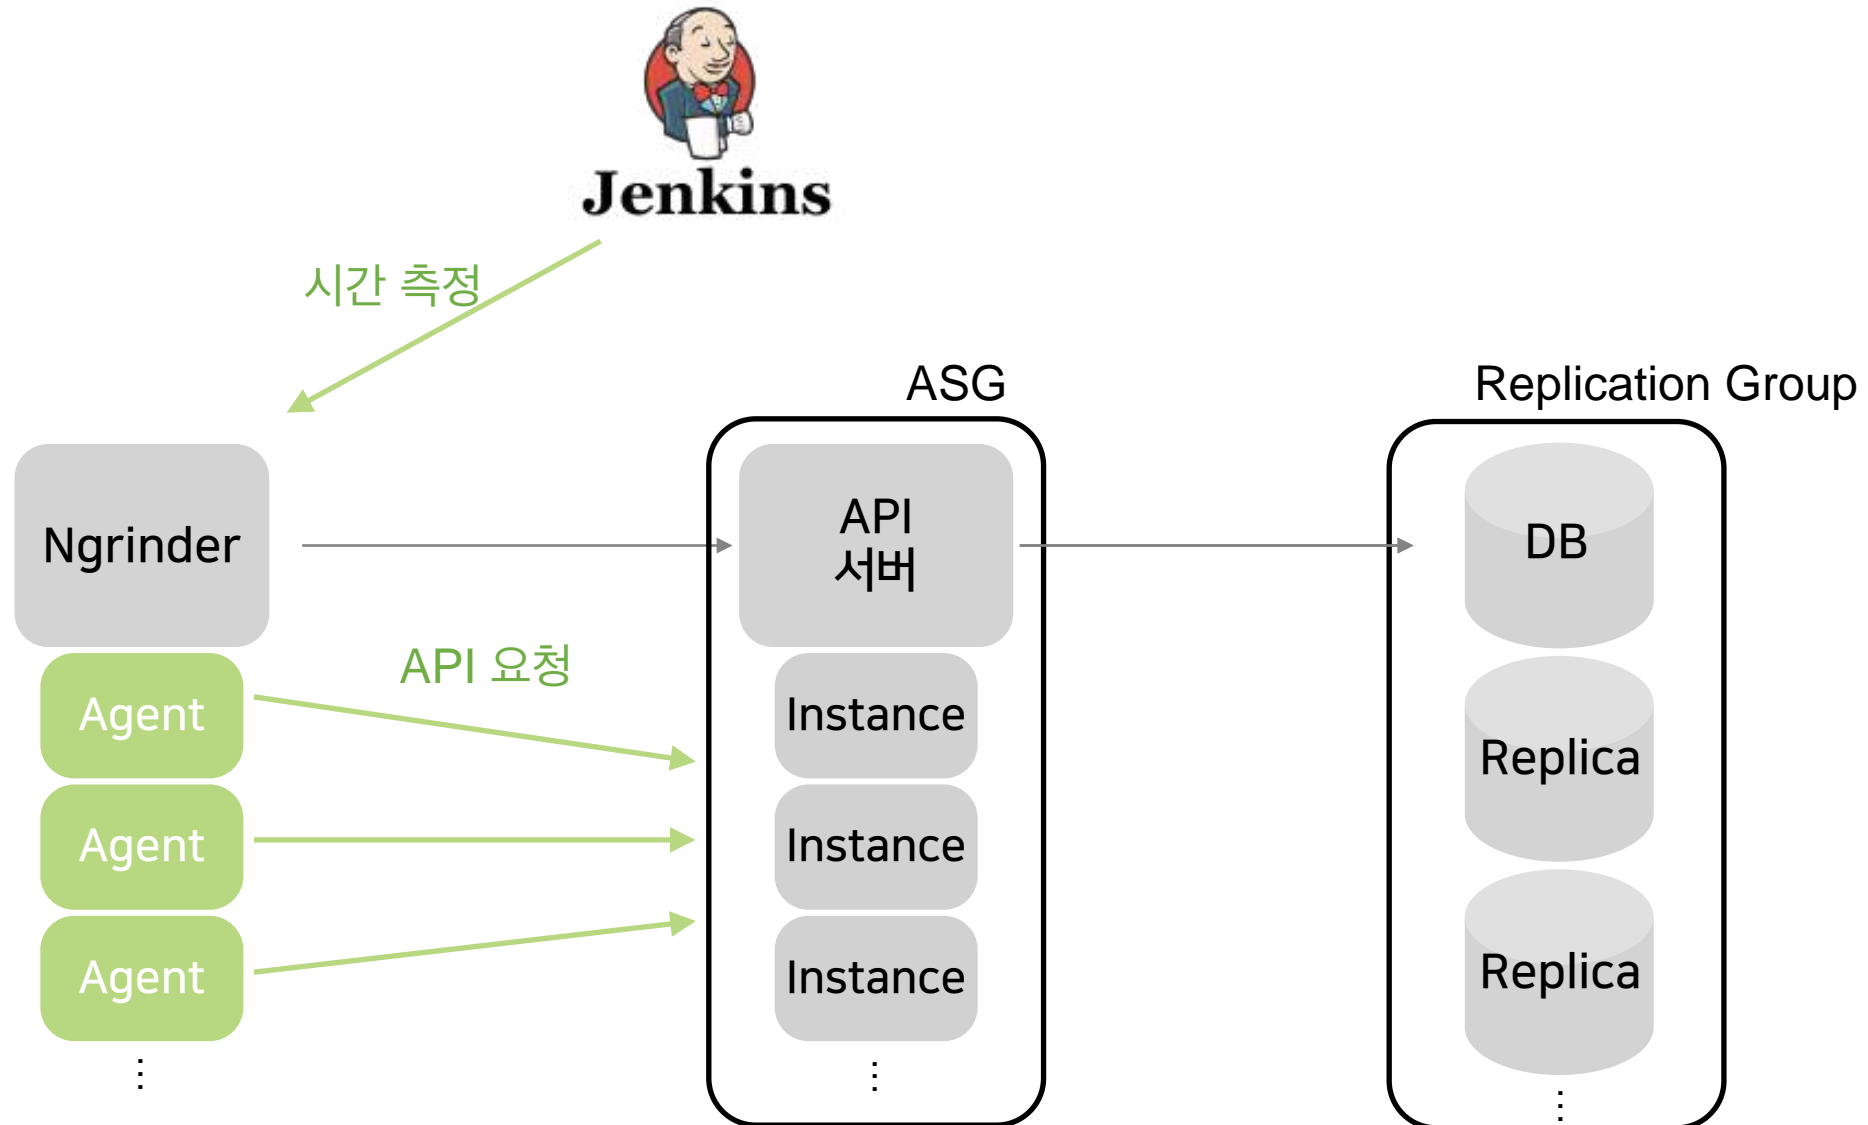 Jenkins
시간 측정
ASG
Replication Group
Ngrinder
API
서버
DB
API 요청
Agent
Instance
Replica
Agent
Instance
Agent
Instance
Replica
⋮
⋮
⋮